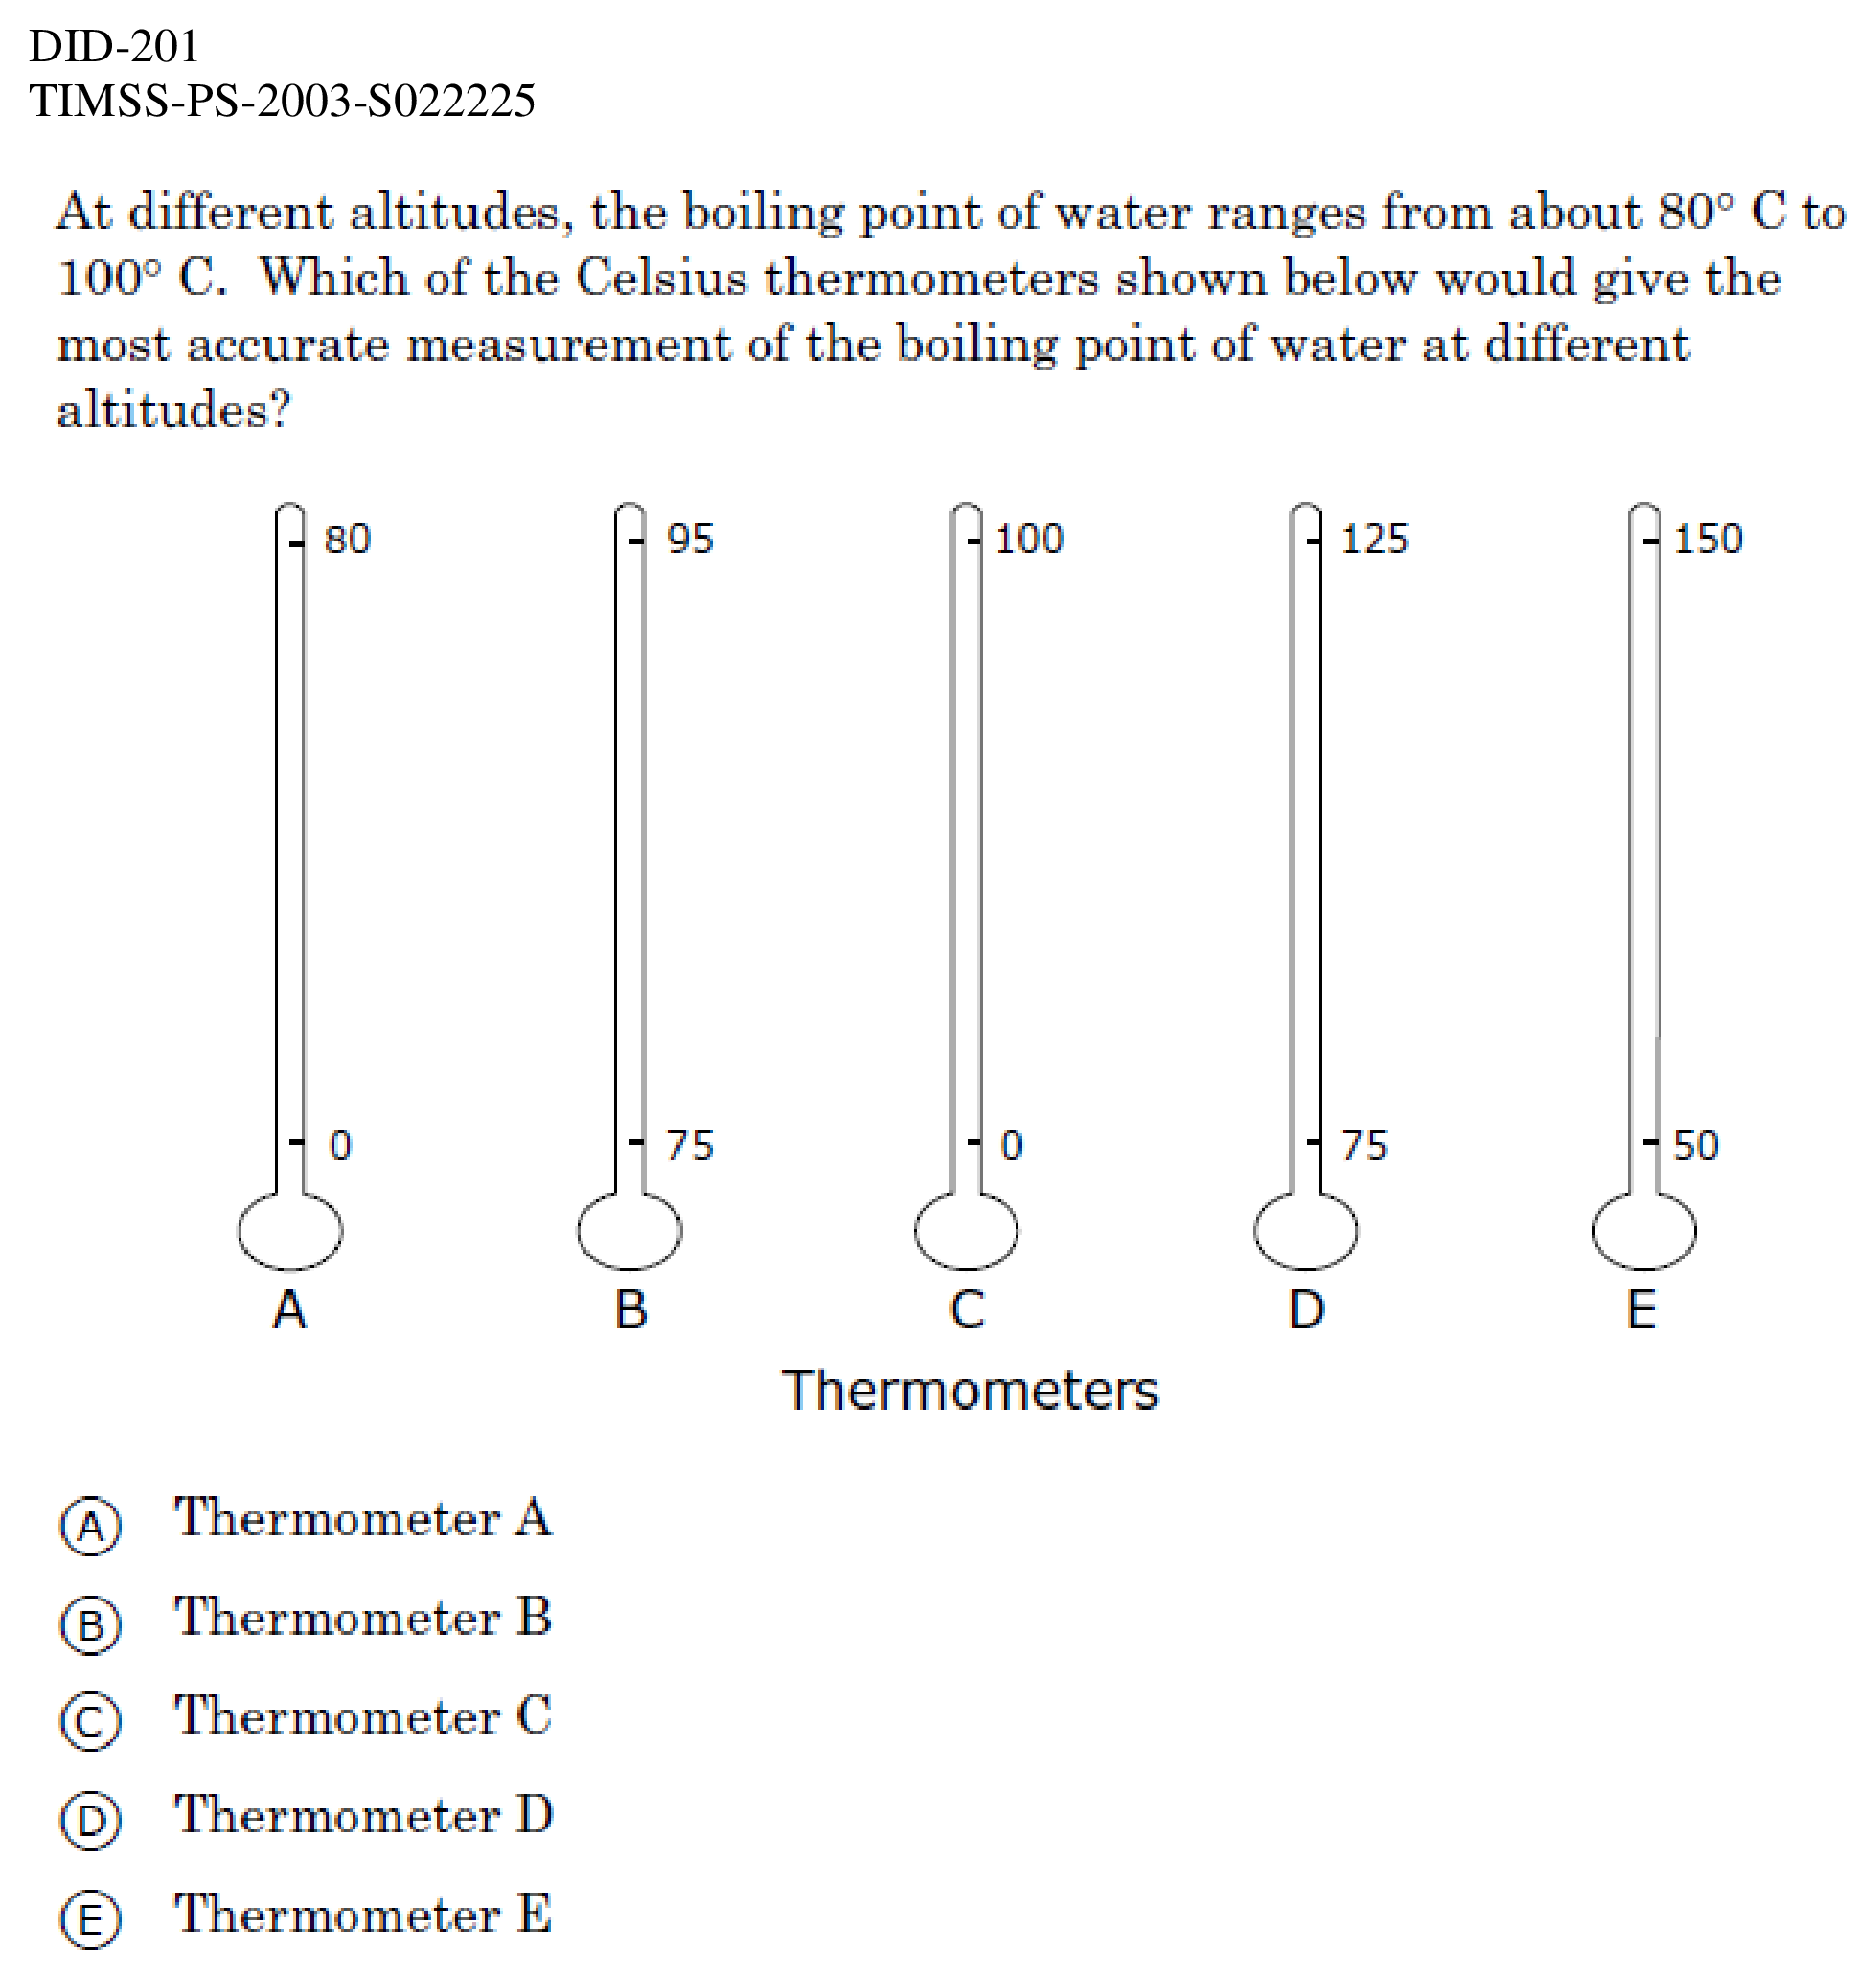 DID-201
TIMSS-PS-2003-S022225
At different altitudes, the boiling point of water ranges from about 80° C to
100° C. Which of the Celsius thermometers shown below would give the
most accurate measurement of the boiling point of water at different
altitudes?
80 95 100 125 150
0 75 0 75 50
A B C D E
Thermometers
A Thermometer A
B Thermometer B
C Thermometer C
D Thermometer D
E Thermometer E